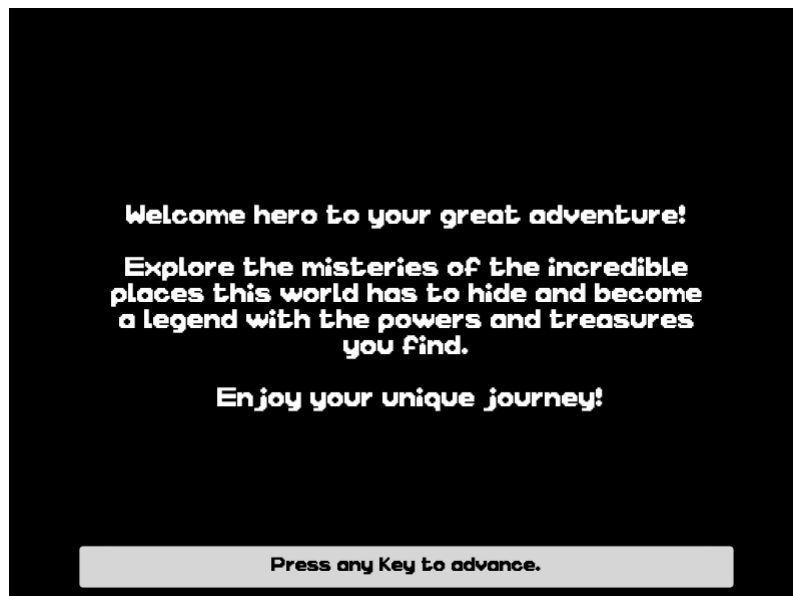 Welcome hero to your great adventure!
Explore the misteries of the incredible
places this world has to hide and become
a legend with the powers and treasures
you find.
Enjoy your unique journey!
Press any Key to advance.